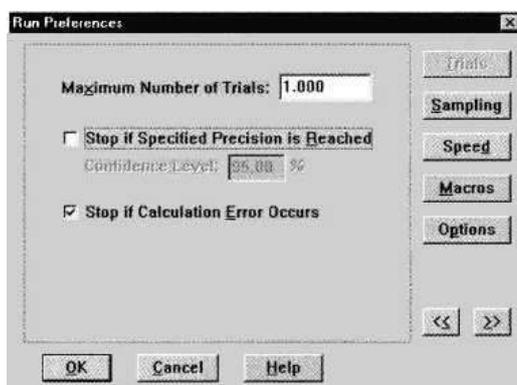 Run Preferences
Maximum Number of Trials: 1.000
Trials
Sampling
Stop if Specified Precision is Reached
Speed
Confidence Level: 95,00 %
Macros
Stop if Calculation Error Occurs
Options
<< >>
OK Cancel Help